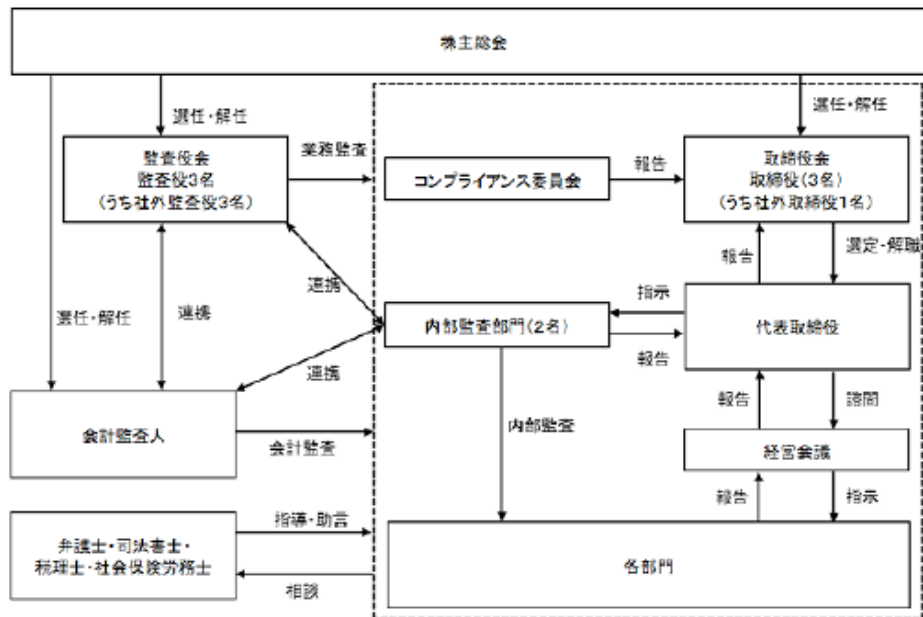 株主総会
選任・解任
選任・解任
監査役会
監査役3名
(うち社外監査役3名)
業務監査
コンプライアンス委員会
報告
取締役会
取締役(3名)
(うち社外取締役1名)
選定・解職
報告
連携
指示
選任・解任
連携
内部監査部門(2名)
代表取締役
報告
連携
報告
諮問
会計監査人
会計監査
内部監査
経営会議
報告
指示
指導・助言
弁護士・司法書士・
税理士・社会保険労務士
各部門
相談